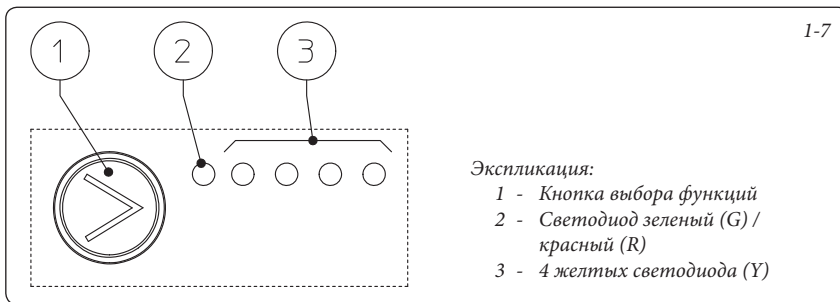 1-7
1 2 3
Экспликация:
1 - Кнопка выбора функций
2 - Светодиод зеленый (G) /
красный (R)
3 - 4 желтых светодиода (Y)